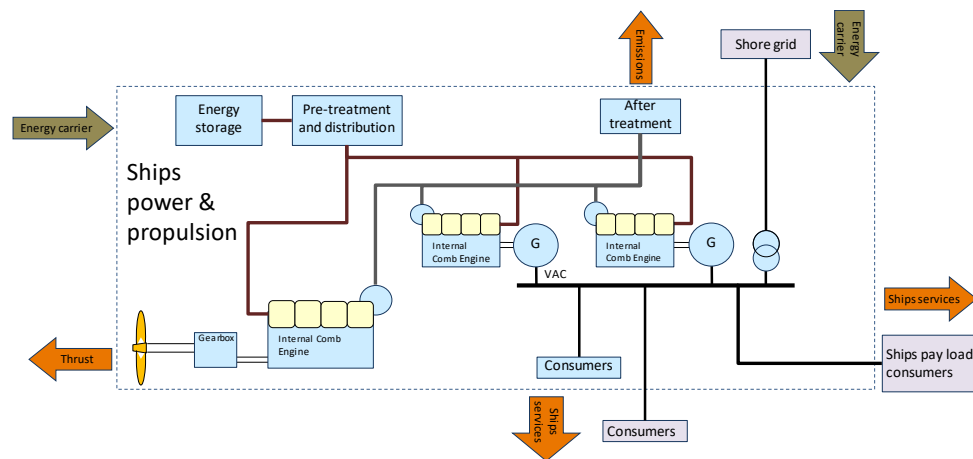 Emissions
Energy
carrier
Shore grid
Energy
storage
Pre-treatment
and distribution
After
treatment
Energy carrier
Ships
power &
propulsion
Internal
Comb Engine
G
Internal
Comb Engine
G
VAC
Ships services
Gearbox
Internal Comb
Engine
Thrust
Consumers
Ships pay load
consumers
Ships
services
Consumers